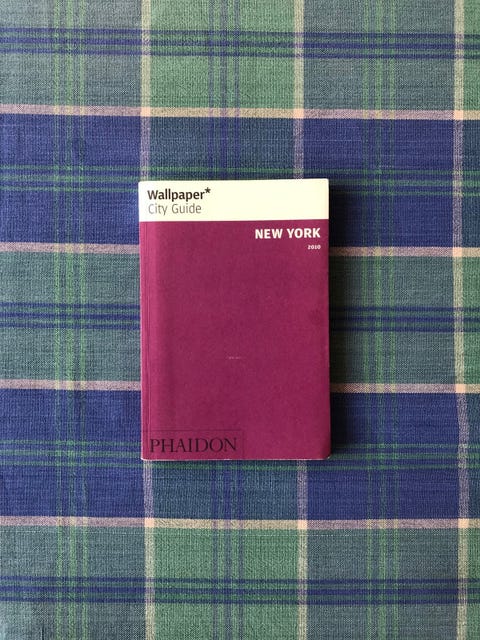 Wallpaper*
City Guide
NEW YORK
2010
PHAIDON